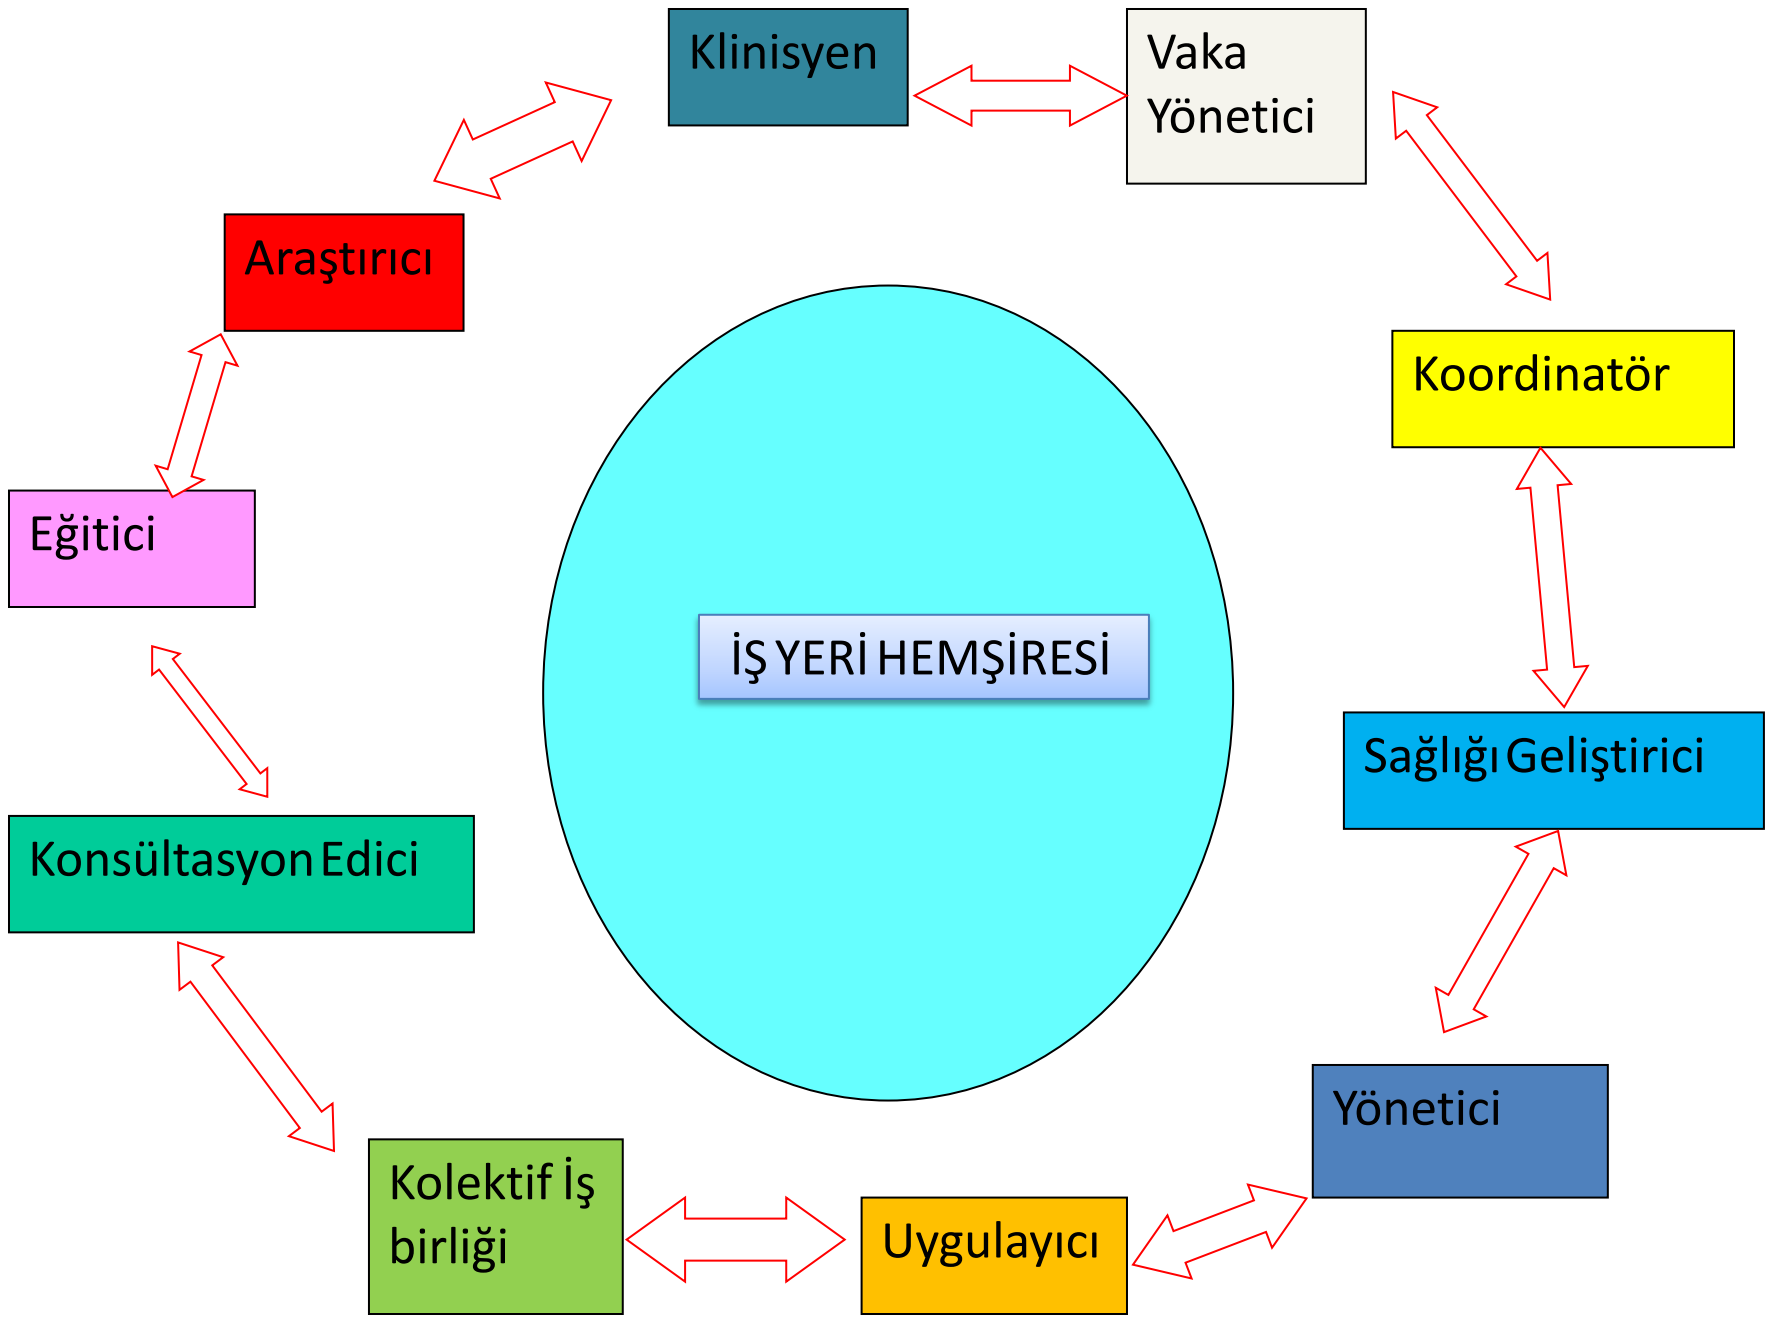 Klinisyen
Vaka
Yönetici
Araştırıcı
Koordinatör
Eğitici
İŞ YERİ HEMŞİRESİ
Sağlığı Geliştirici
Konsültasyon Edici
Yönetici
Kolektif İş
birliği
Uygulayıcı